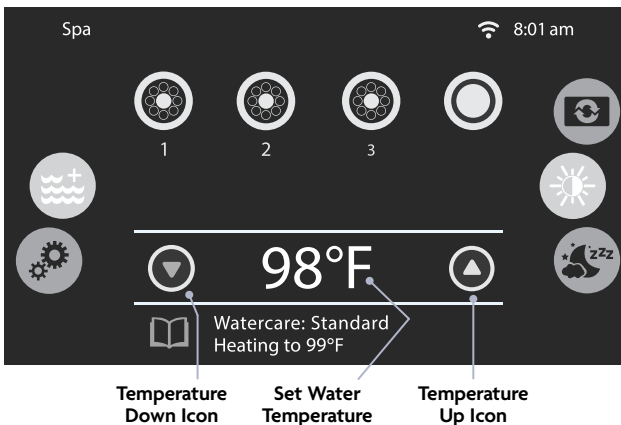 Spa
8:01 am
1 2 3
zzz
98°F
Watercare: Standard
Heating to 99°F
Temperature
Down Icon
Set Water
Temperature
Temperature
Up Icon